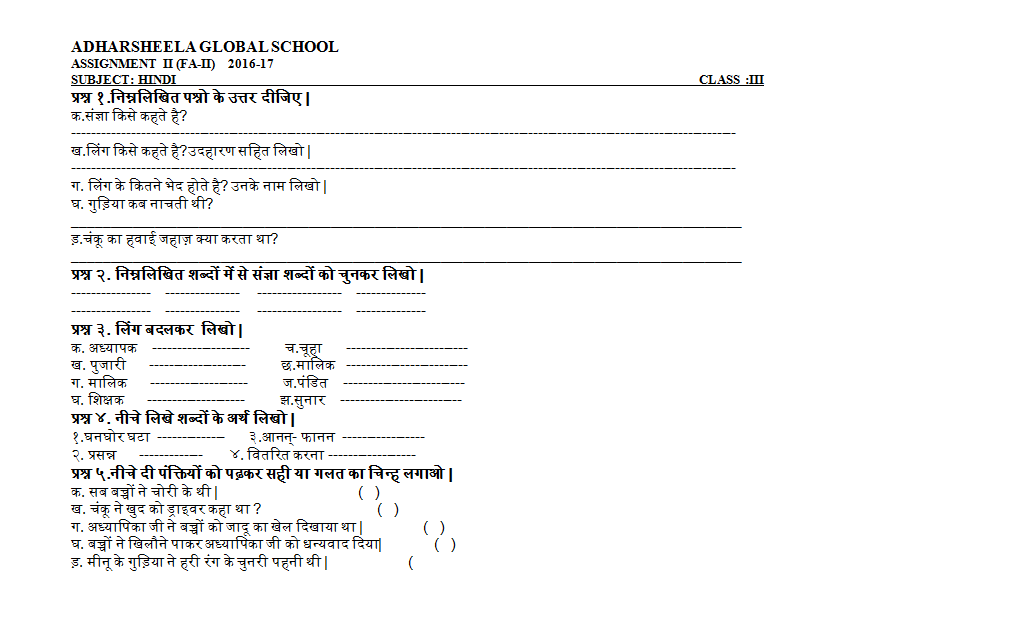 ADHARSHEELA GLOBAL SCHOOL
ASSIGNMENT II (FA-II) 2016-17
SUBJECT: HINDI CLASS :III
प्रश्न १.निम्नलिखित पश्नो के उत्तर दीजिए |
क.संज्ञा किसे कहते है?
ख.लिंग किसे कहते है?उदहारण सहित लिखो |
ग. लिंग के कितने भेद होते है? उनके नाम लिखो |
घ. गुड़िया कब नाचती थी?
ड़.चंकू का हवाई जहाज़ क्या करता था?
प्रश्न २. निम्नलिखित शब्दों में से संज्ञा शब्दों को चुनकर लिखो |
प्रश्न ३. लिंग बदलकर लिखो |
क. अध्यापक -------------------- च.चूहा -------------------------
ख. पुजारी -------------------- छ.मालिक -------------------------
ग. मालिक -------------------- ज.पंडित -------------------------
घ. शिक्षक -------------------- झ.सुनार -------------------------
प्रश्न ४. नीचे लिखे शब्दों के अर्थ लिखो |
१.घनघोर घटा -------------- ३.आनन्- फानन -----------------
२. प्रसन्न ------------- ४. वितरित करना ------------------
प्रश्न ५.नीचे दी पंक्तियों को पढ़कर सही या गलत का चिन्ह लगाओ |
क. सब बच्चों ने चोरी के थी | ( )
ख. चंकू ने खुद को ड्राइवर कहा था ? ( )
ग. अध्यापिका जी ने बच्चों को जादू का खेल दिखाया था | ( )
घ. बच्चों ने खिलौने पाकर अध्यापिका जी को धन्यवाद दिया| ( )
ड़. मीनू के गुड़िया ने हरी रंग के चुनरी पहनी थी | (